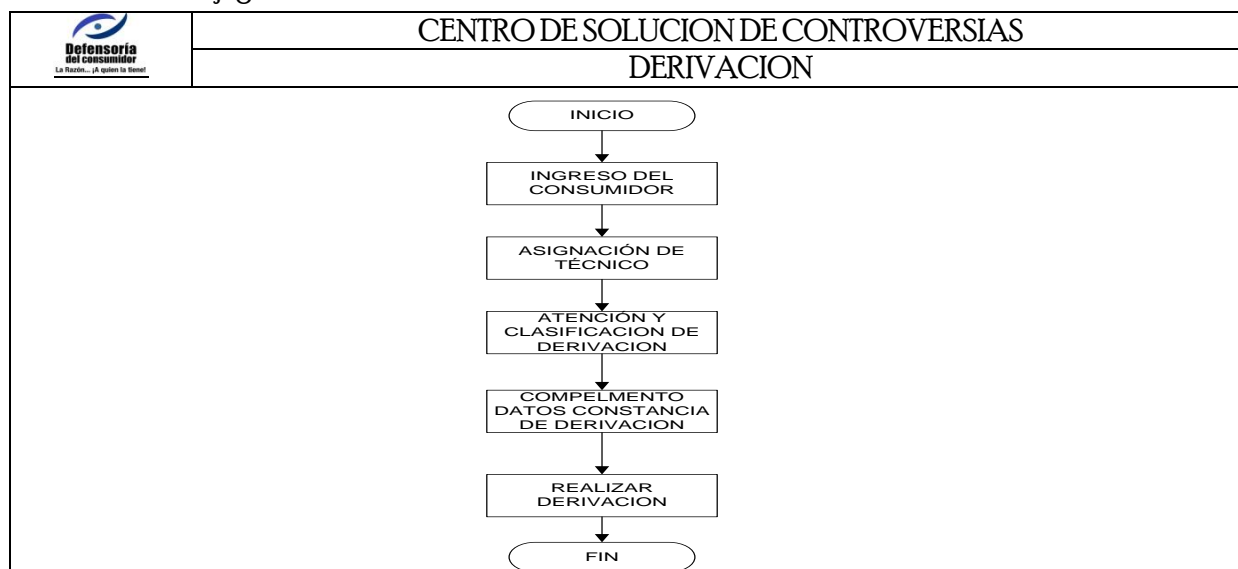 Defensoría
del consumidor
La Razón... ¡A quien la tiene!
CENTRO DE SOLUCION DE CONTROVERSIAS
DERIVACION
INICIO
INGRESO DEL
CONSUMIDOR
ASIGNACIÓN DE
TÉCNICO
ATENCIÓN Y
CLASIFICACION DE
DERIVACION
COMPELMENTO
DATOS CONSTANCIA
DE DERIVACION
REALIZAR
DERIVACION
FIN